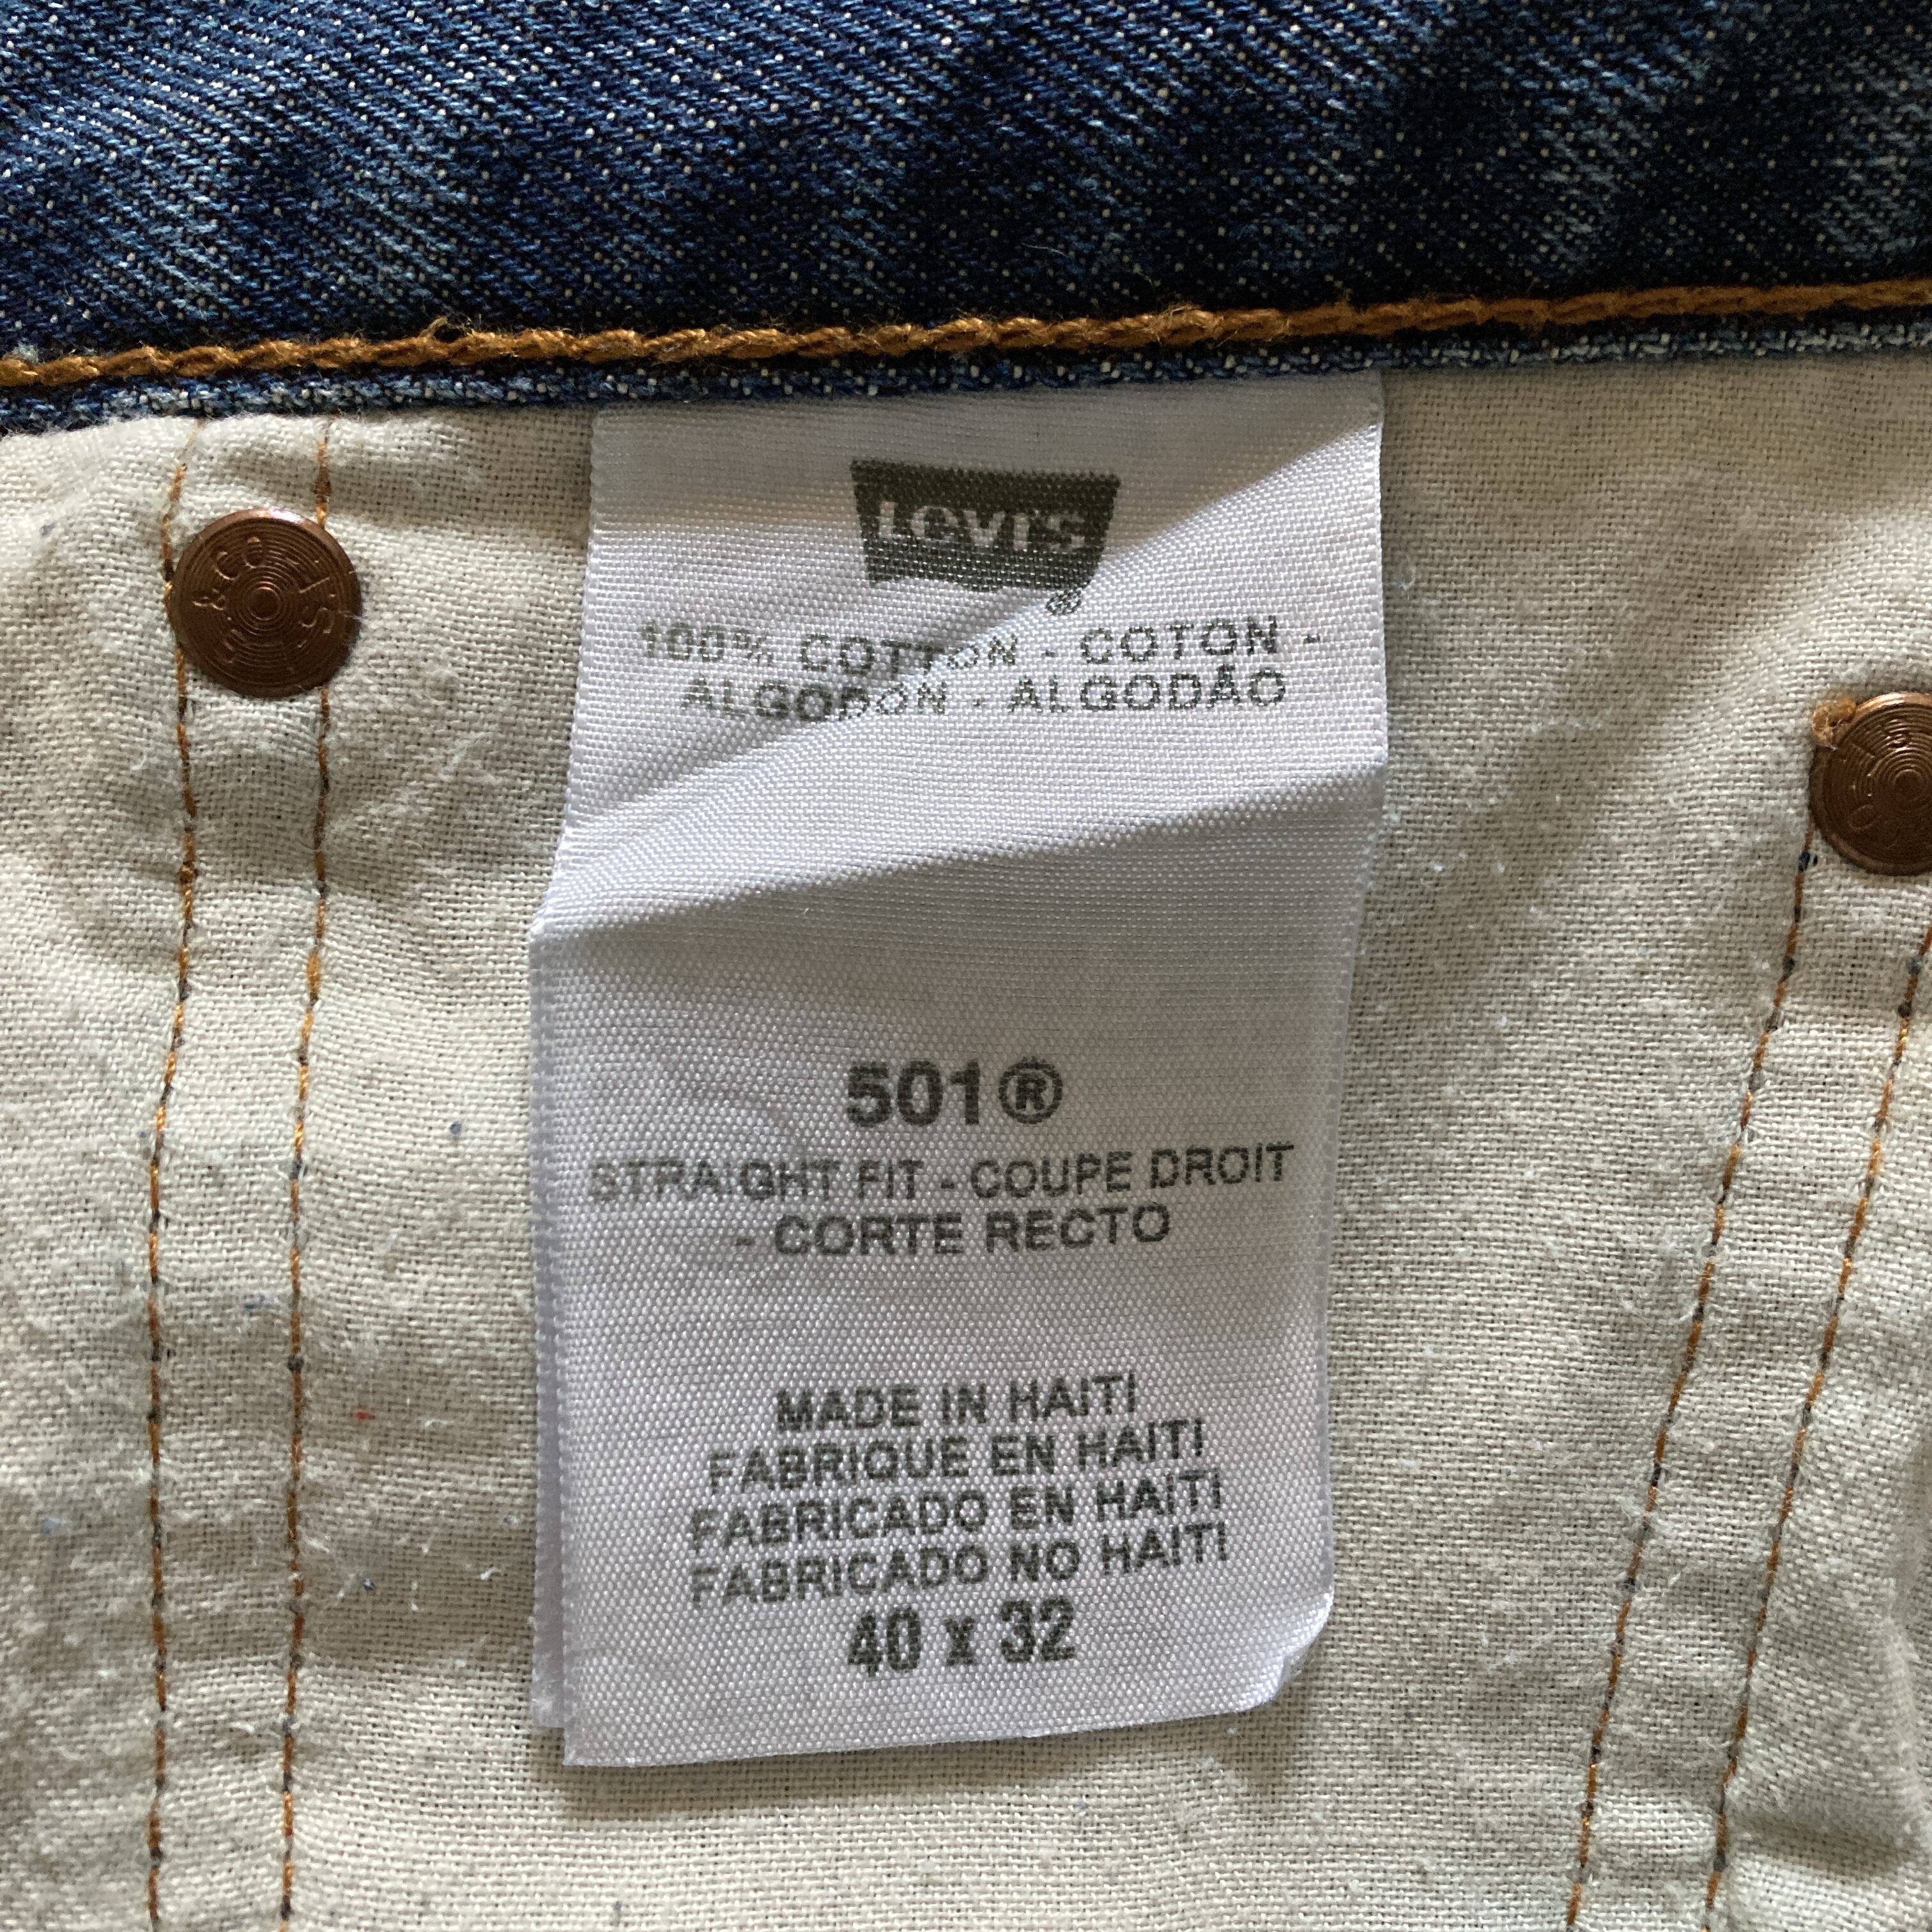 Levi's
®
100% COTTON - COTON -
ALGODÓN - ALGODÃO
501®
STRAIGHT FIT - COUPE DROIT
- CORTE RECTO
MADE IN HAITI
FABRIQUE EN HAITI
FABRICADO EN HAITI
FABRICADO NO HAITI
40 x 32